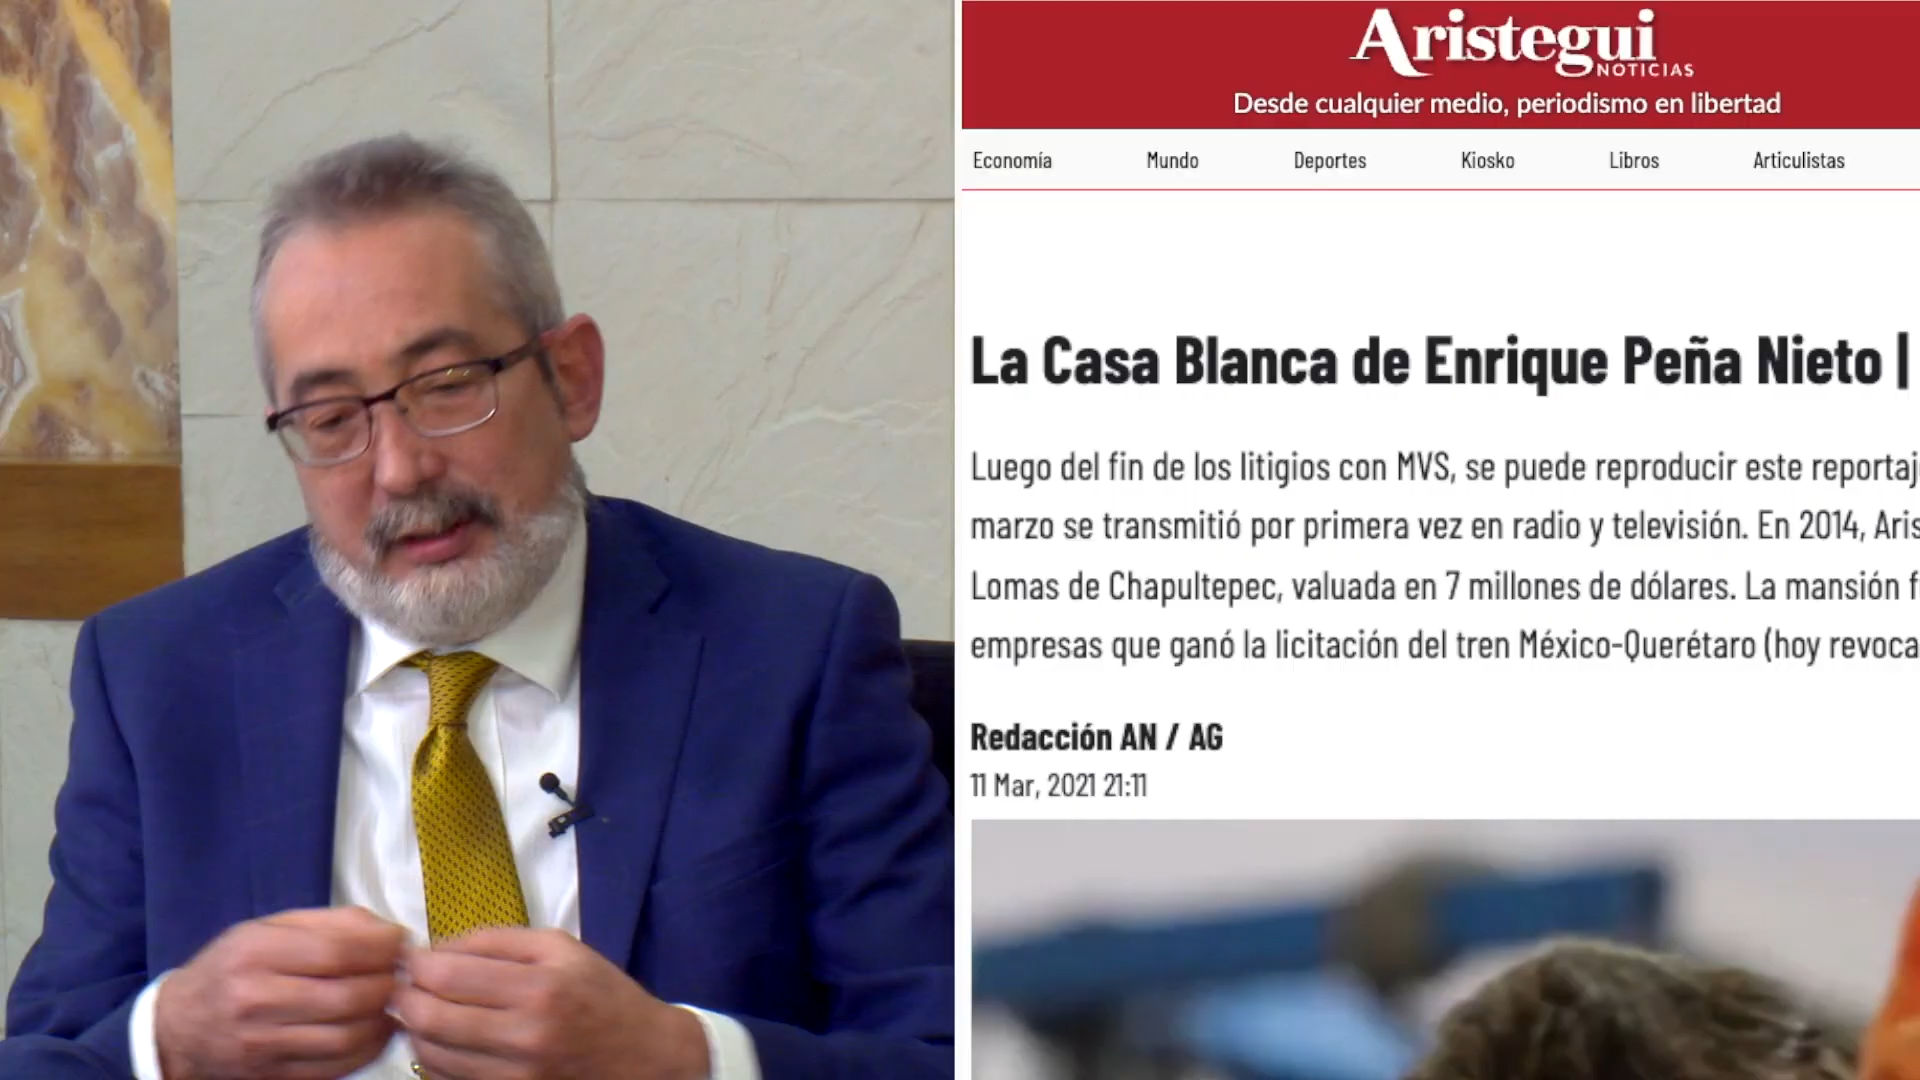 Aristegui
NOTICIAS
Desde cualquier medio, periodismo en libertad
Economía Mundo Deportes Kiosko Libros Articulistas
La Casa Blanca de Enrique Peña Nieto |
Luego del fin de los litigios con MVS, se puede reproducir este reportaj
marzo se transmitió por primera vez en radio y televisión. En 2014, Aris
Lomas de Chapultepec, valuada en 7 millones de dólares. La mansión f
empresas que ganó la licitación del tren México-Querétaro (hoy revoca
Redacción AN / AG
11 Mar, 2021 21:11